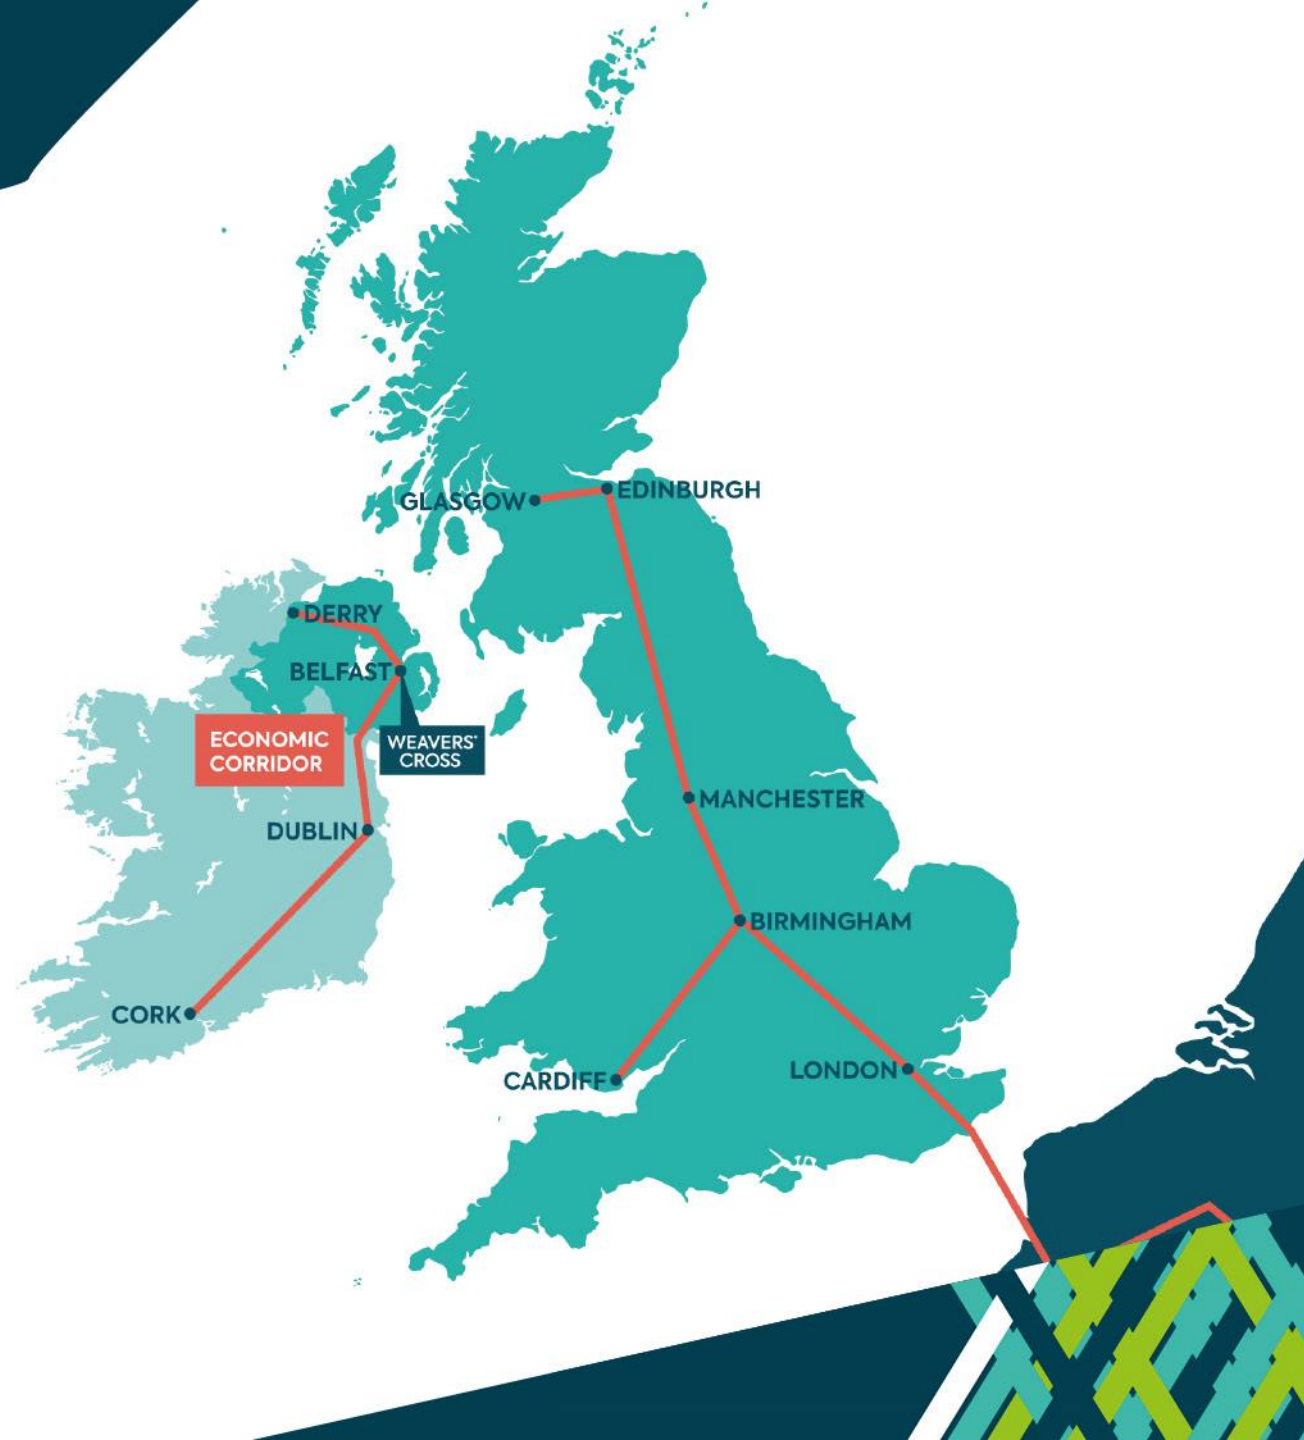 GLASGOW
EDINBURGH
DERRY
BELFAST
ECONOMIC
CORRIDOR
WEAVERS'
CROSS
MANCHESTER
DUBLIN
BIRMINGHAM
CORK
LONDON
CARDIFF